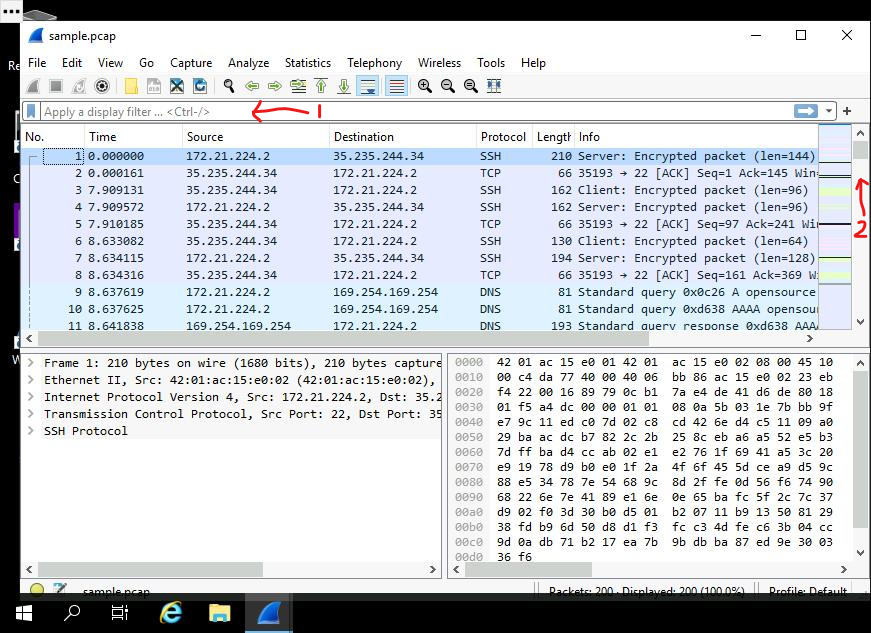 sample.pcap
Re
File Edit View Go Capture Analyze Statistics Telephony Wireless Tools Help
Apply a display filter … <Ctrl-/> 1
No. Time Source Destination Protocol Length Info
1 0.000000 172.21.224.2 35.235.244.34 SSH 210 Server: Encrypted packet (len=144)
2 0.000161 35.235.244.34 172.21.224.2 TCP 66 35193 → 22 [ACK] Seq=1 Ack=145 Win=
3 7.909131 35.235.244.34 172.21.224.2 SSH 162 Client: Encrypted packet (len=96)
4 7.909572 172.21.224.2 35.235.244.34 SSH 162 Server: Encrypted packet (len=96)
5 7.910185 35.235.244.34 172.21.224.2 TCP 66 35193 → 22 [ACK] Seq=97 Ack=241 Wi
2
6 8.633082 35.235.244.34 172.21.224.2 SSH 130 Client: Encrypted packet (len=64)
7 8.634115 172.21.224.2 35.235.244.34 SSH 194 Server: Encrypted packet (len=128)
8 8.634316 35.235.244.34 172.21.224.2 TCP 66 35193 → 22 [ACK] Seq=161 Ack=369 W
9 8.637619 172.21.224.2 169.254.169.254 DNS 81 Standard query 0x0c26 A opensource
10 8.637625 172.21.224.2 169.254.169.254 DNS 81 Standard query 0xd638 AAAA opensou
11 8.641838 169.254.169.254 172.21.224.2 DNS 193 Standard query response 0xd638 AAA
Frame 1: 210 bytes on wire (1680 bits), 210 bytes capture
Ethernet II, Src: 42:01:ac:15:e0:02 (42:01:ac:15:e0:02),
Internet Protocol Version 4, Src: 172.21.224.2, Dst: 35.2
Transmission Control Protocol, Src Port: 22, Dst Port: 35
SSH Protocol
0000 42 01 ac 15 e0 01 42 01 ac 15 e0 02 08 00 45 10
0010 00 c4 da 77 40 00 40 06 bb 86 ac 15 e0 02 23 eb
0020 f4 22 00 16 89 79 0c b1 7a e4 de 41 d6 de 80 18
0030 01 f5 a4 dc 00 00 01 01 08 0a 5b 03 1e 7b bb 9f
0040 e7 9c 11 ed c0 7d 02 c8 cd 42 6e d4 c5 11 09 a0
0050 29 ba ac dc b7 82 2c 2b 25 8c eb a6 a5 52 e5 b3
0060 7d ff ba d4 cc ab 02 e1 e2 76 1f 69 41 a5 3c 20
0070 e9 19 78 d9 b0 e0 1f 2a 4f 6f 45 5d ce a9 d5 9c
0080 88 e5 34 78 7e 54 68 9c 8d 2f fe 0d 56 f6 74 90
0090 68 22 6e 7e 41 89 e1 6e 0e 65 ba fc 5f 2c 7c 37
00a0 d9 02 f0 3d 30 b0 d5 01 b2 07 11 b9 13 50 81 29
00b0 38 fd b9 6d 50 d8 d1 f3 fc c3 4d fe c6 3b 04 cc
00c0 9d 0a db 71 b2 17 ea 7b 9b db ba 87 ed 9e 30 03
00d0 36 f6
sample.pcap Packets: 200 · Displayed: 200 (100.0%) Profile: Default